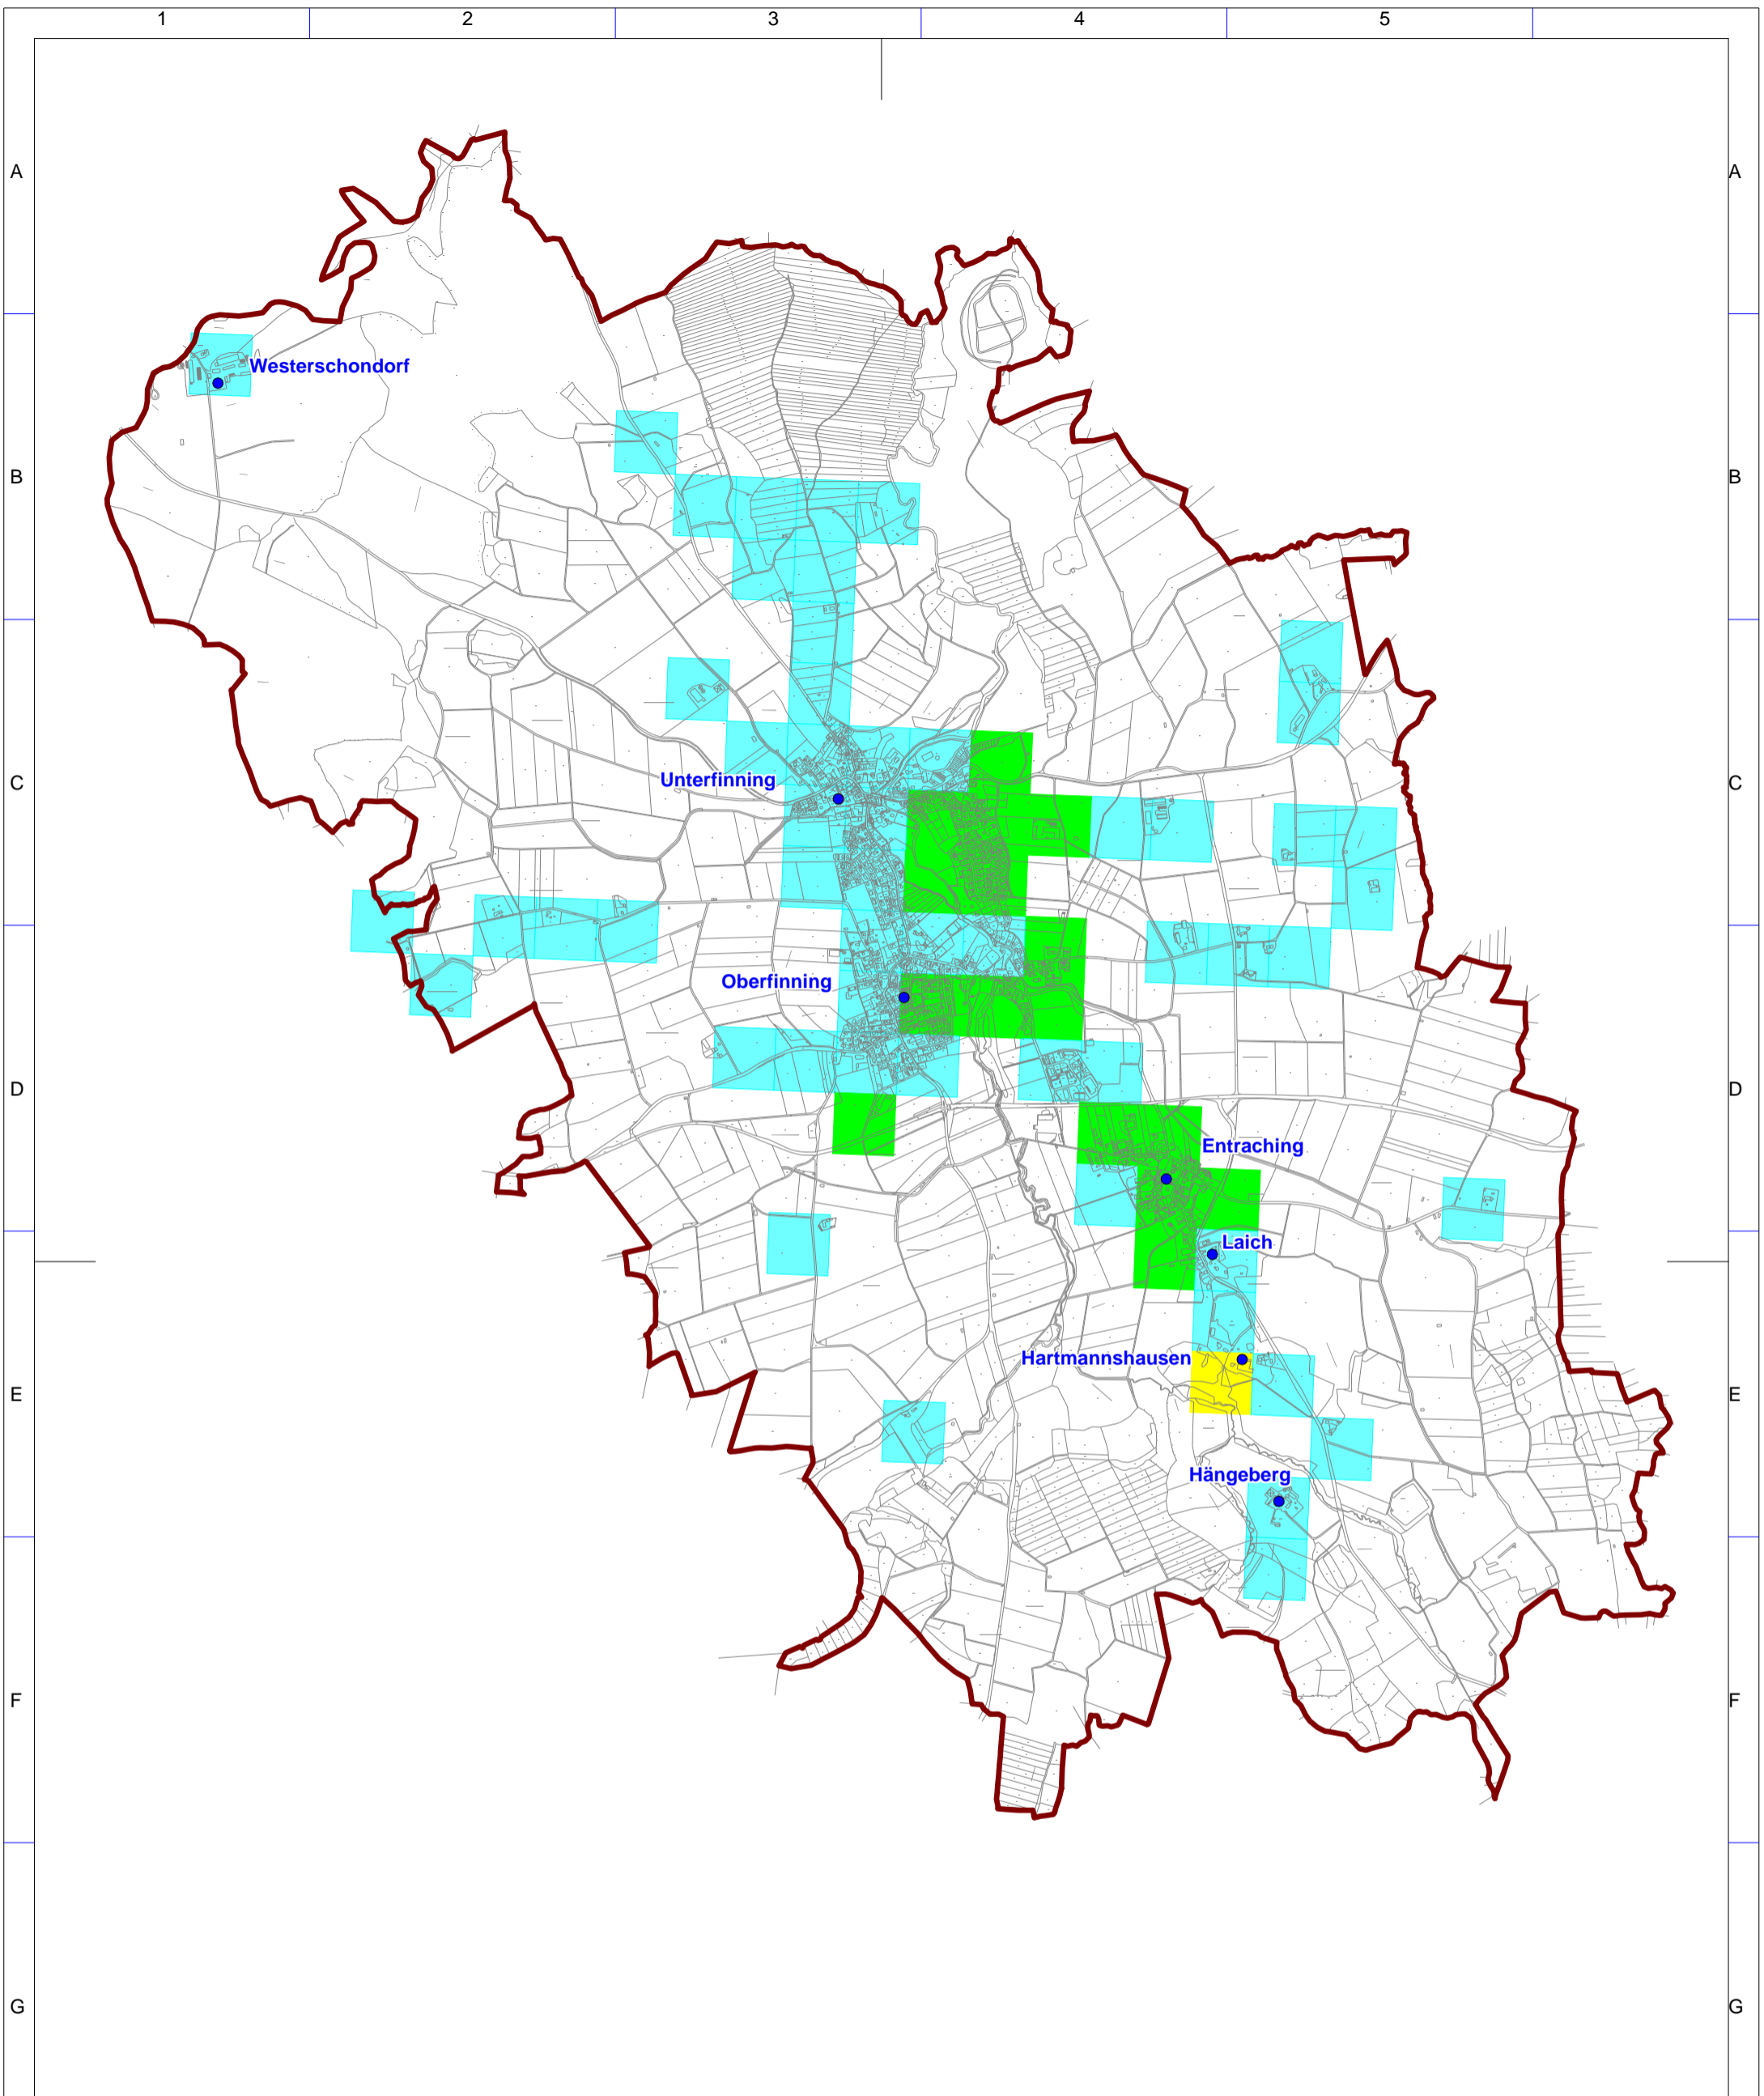 1 2 3 4 5
A A
Westerschondorf
B B
Unterfinning
C C
Oberfinning
D D
Entraching
Laich
Hartmannshausen
E E
Hängeberg
F F
G G